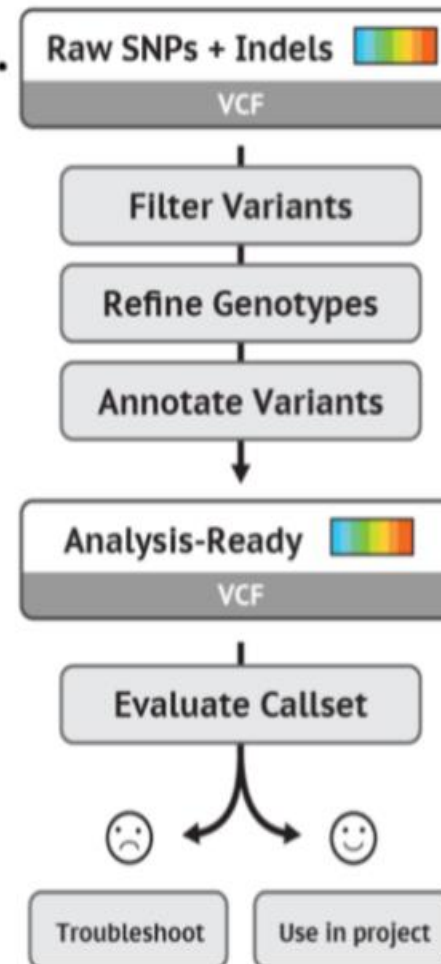 Raw SNPs + Indels
VCF
Filter Variants
Refine Genotypes
Annotate Variants
Analysis-Ready
VCF
Evaluate Callset
Troubleshoot
Use in project